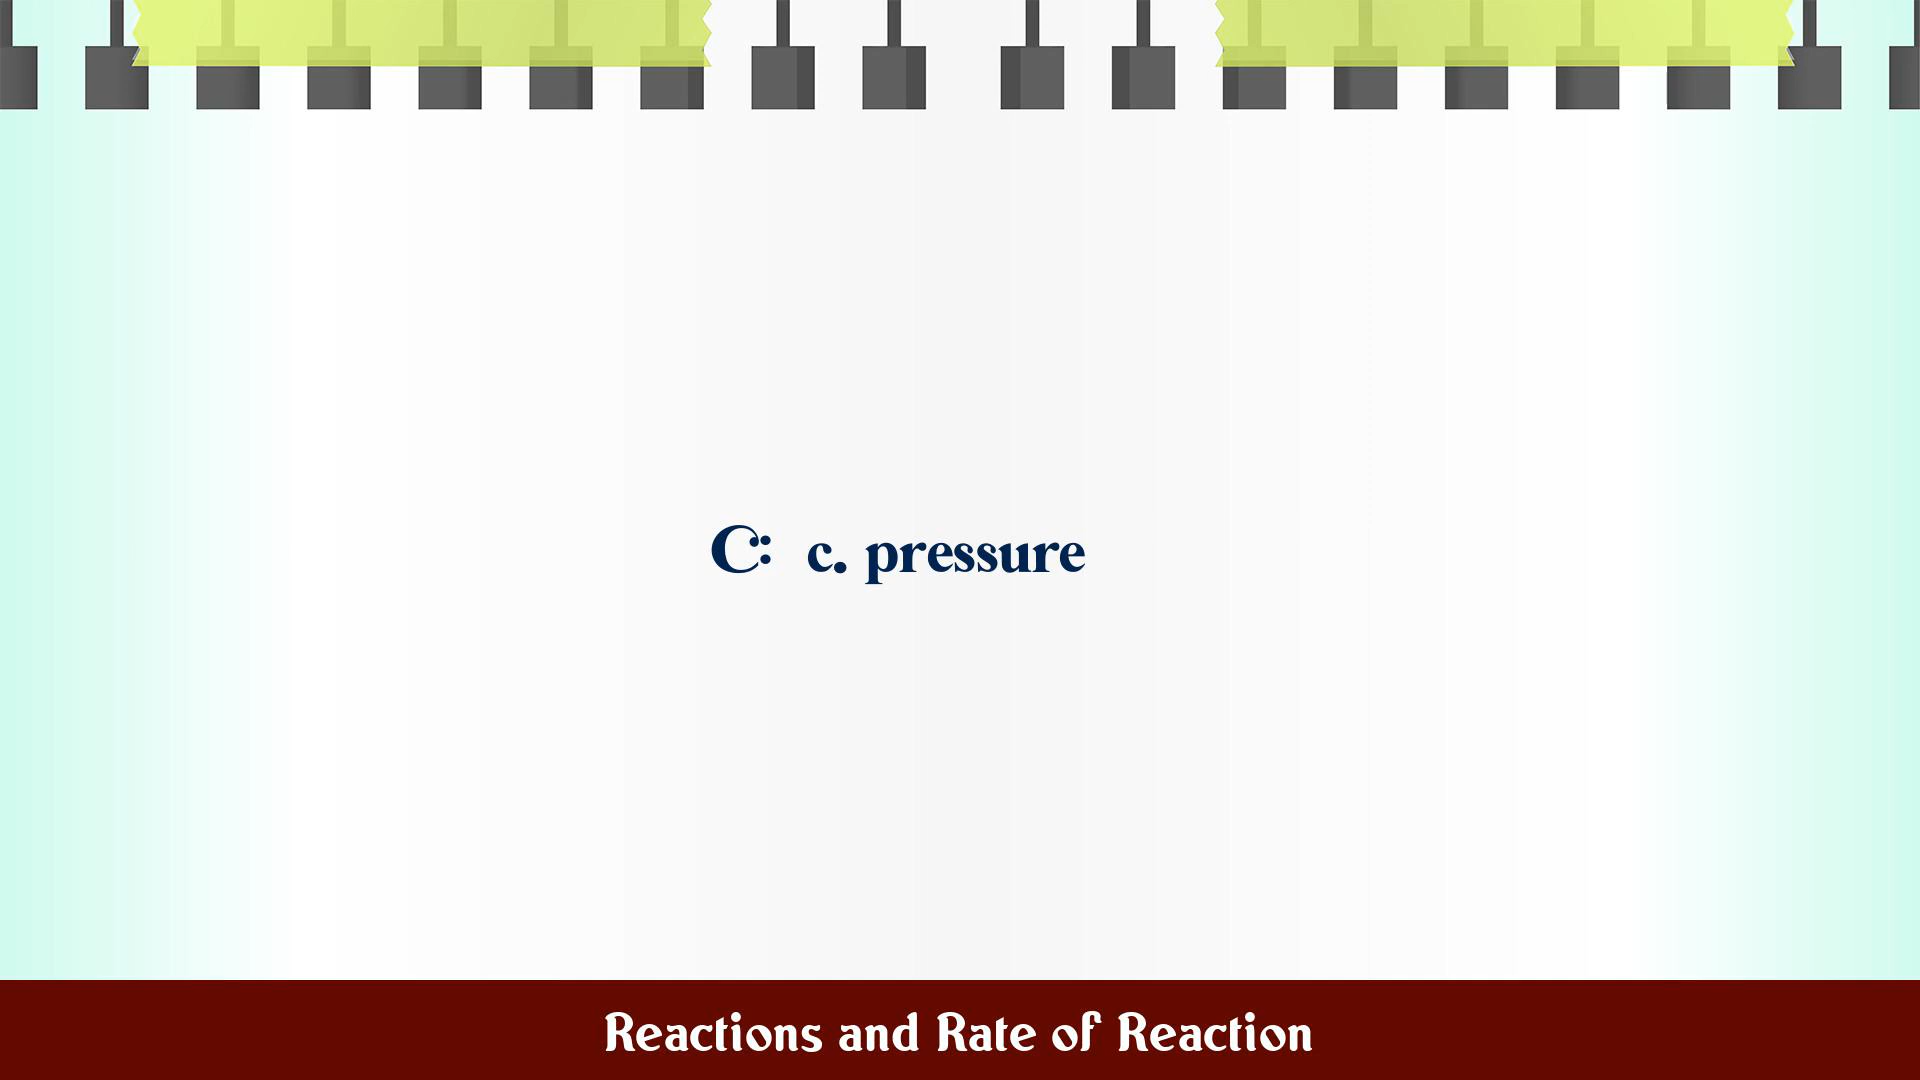 C: c. pressure
Reactions and Rate of Reaction